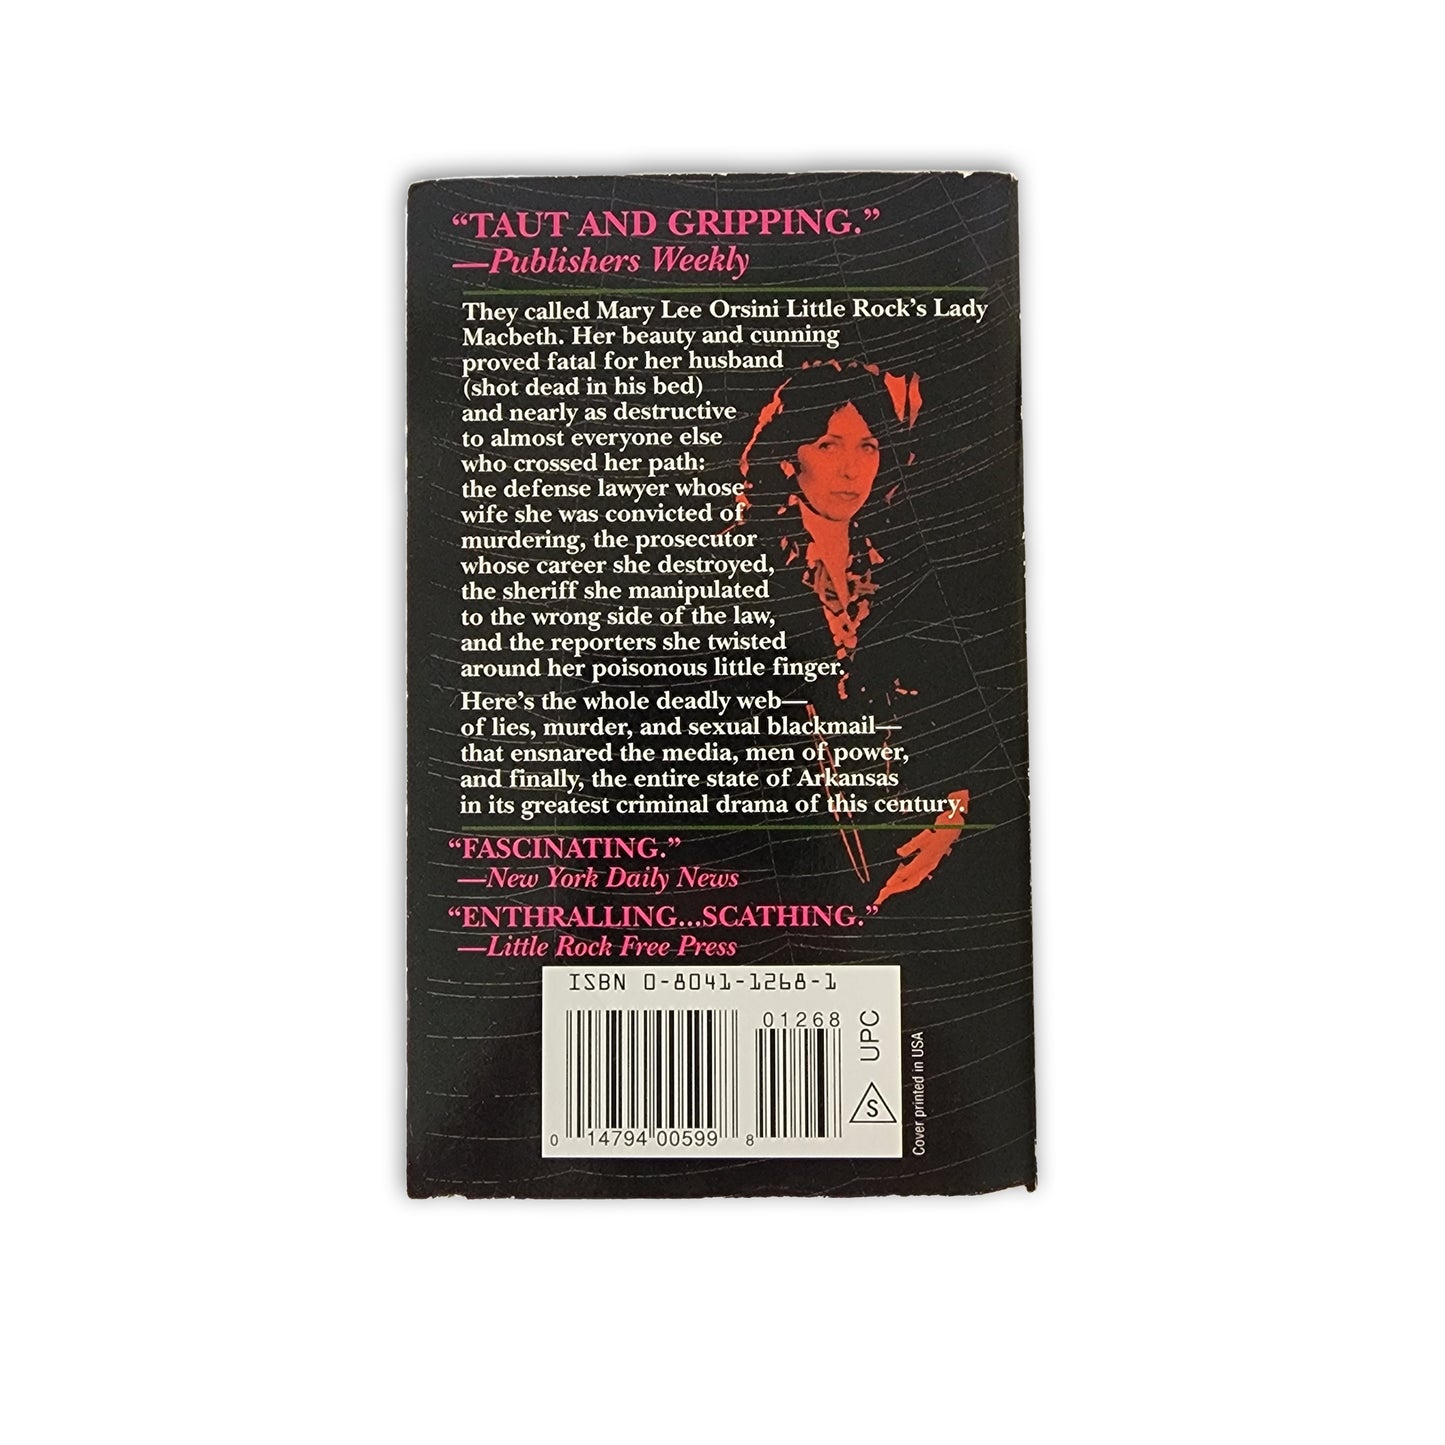 “TAUT AND GRIPPING.”
—Publishers Weekly
They called Mary Lee Orsini Little Rock’s Lady
Macbeth. Her beauty and cunning
proved fatal for her husband
(shot dead in his bed)
and nearly as destructive
to almost everyone else
who crossed her path:
the defense lawyer whose
wife she was convicted of
murdering, the prosecutor
whose career she destroyed,
the sheriff she manipulated
to the wrong side of the law,
and the reporters she twisted
around her poisonous little finger.
Here’s the whole deadly web—
of lies, murder, and sexual blackmail—
that ensnared the media, men of power,
and finally, the entire state of Arkansas
in its greatest criminal drama of this century.
“FASCINATING.”
—New York Daily News
“ENTHRALLING...SCATHING.”
—Little Rock Free Press
ISBN 0-8041-1268-1
01268
0 14794 00599 8
S UPC
Cover printed in USA